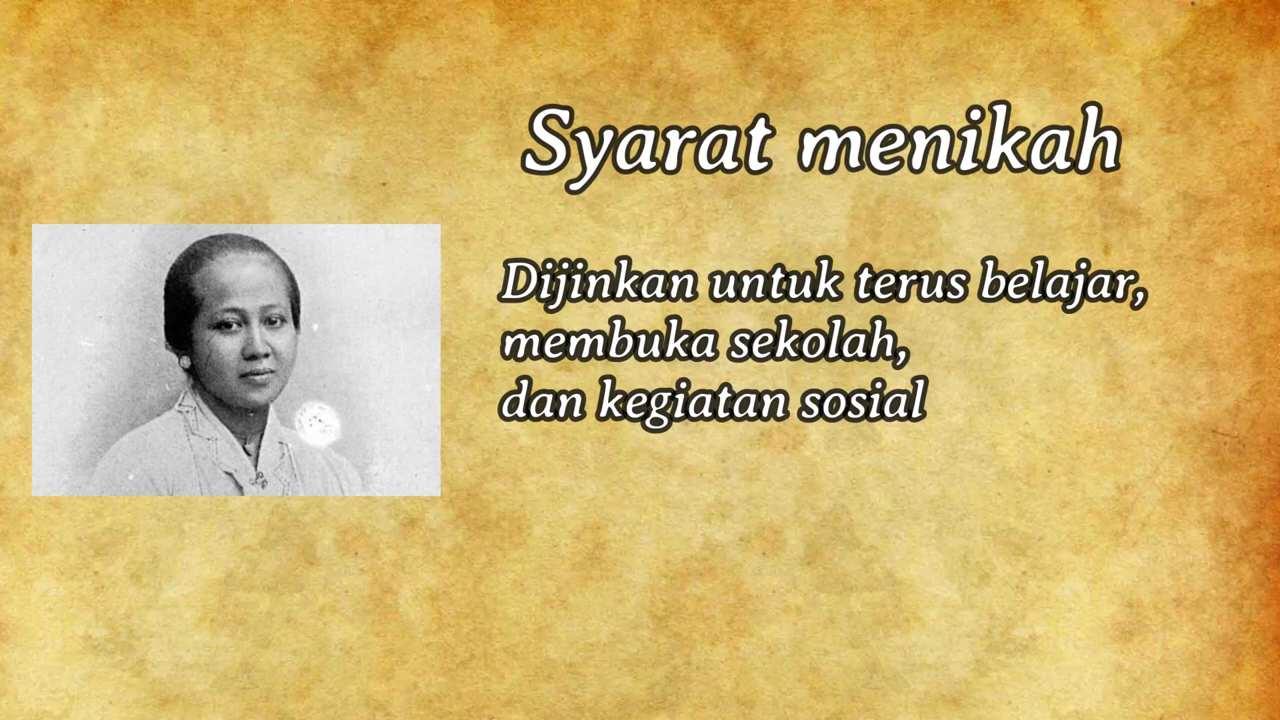 Syarat menikah
Dijinkan untuk terus belajar,
membuka sekolah,
dan kegiatan sosial